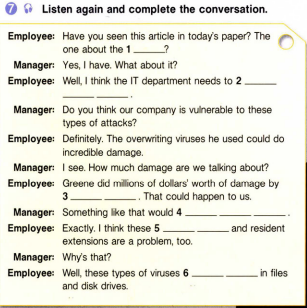 7 Listen again and complete the conversation.
Employee: Have you seen this article in today's paper? The
one about the 1 ______?
Manager: Yes, I have. What about it?
Employee: Well, I think the IT department needs to 2 ______
______ ______ .
Manager: Do you think our company is vulnerable to these
types of attacks?
Employee: Definitely. The overwriting viruses he used could do
incredible damage.
Manager: I see. How much damage are we talking about?
Employee: Greene did millions of dollars' worth of damage by
3 ______ ______ . That could happen to us.
Manager: Something like that would 4 ______ ______ ______ .
Employee: Exactly. I think these 5 ______ ______ and resident
extensions are a problem, too.
Manager: Why's that?
Employee: Well, these types of viruses 6 ______ ______ in files
and disk drives.